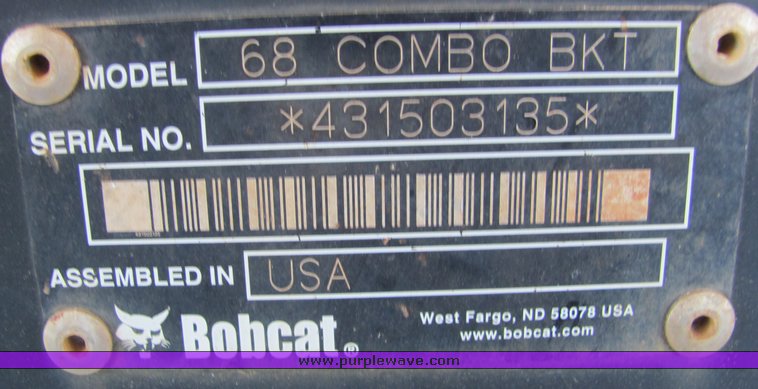 MODEL 68 COMBO BKT
SERIAL NO. *431503135*
ASSEMBLED IN USA
Bobcat®
West Fargo, ND 58078 USA
www.bobcat.com
www.purplewave.com